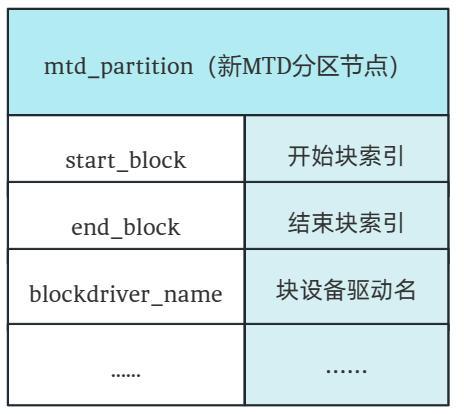 mtd_partition（新MTD分区节点）
start_block 开始块索引
end_block 结束块索引
blockdriver_name 块设备驱动名
...... ……